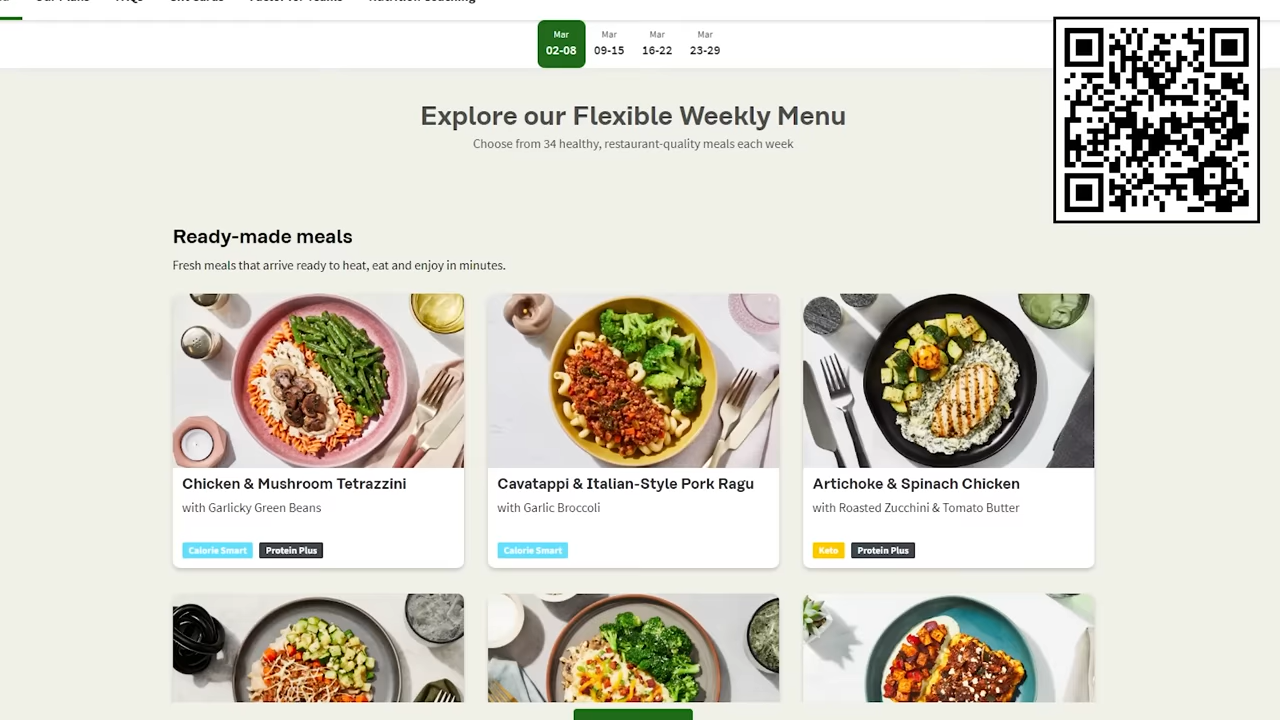 Mar
02-08
Mar
09-15
Mar
16-22
Mar
23-29
Explore our Flexible Weekly Menu
Choose from 34 healthy, restaurant-quality meals each week
Ready-made meals
Fresh meals that arrive ready to heat, eat and enjoy in minutes.
Chicken & Mushroom Tetrazzini
with Garlicky Green Beans
Calorie Smart Protein Plus
Cavatappi & Italian-Style Pork Ragu
with Garlic Broccoli
Calorie Smart
Artichoke & Spinach Chicken
with Roasted Zucchini & Tomato Butter
Keto Protein Plus